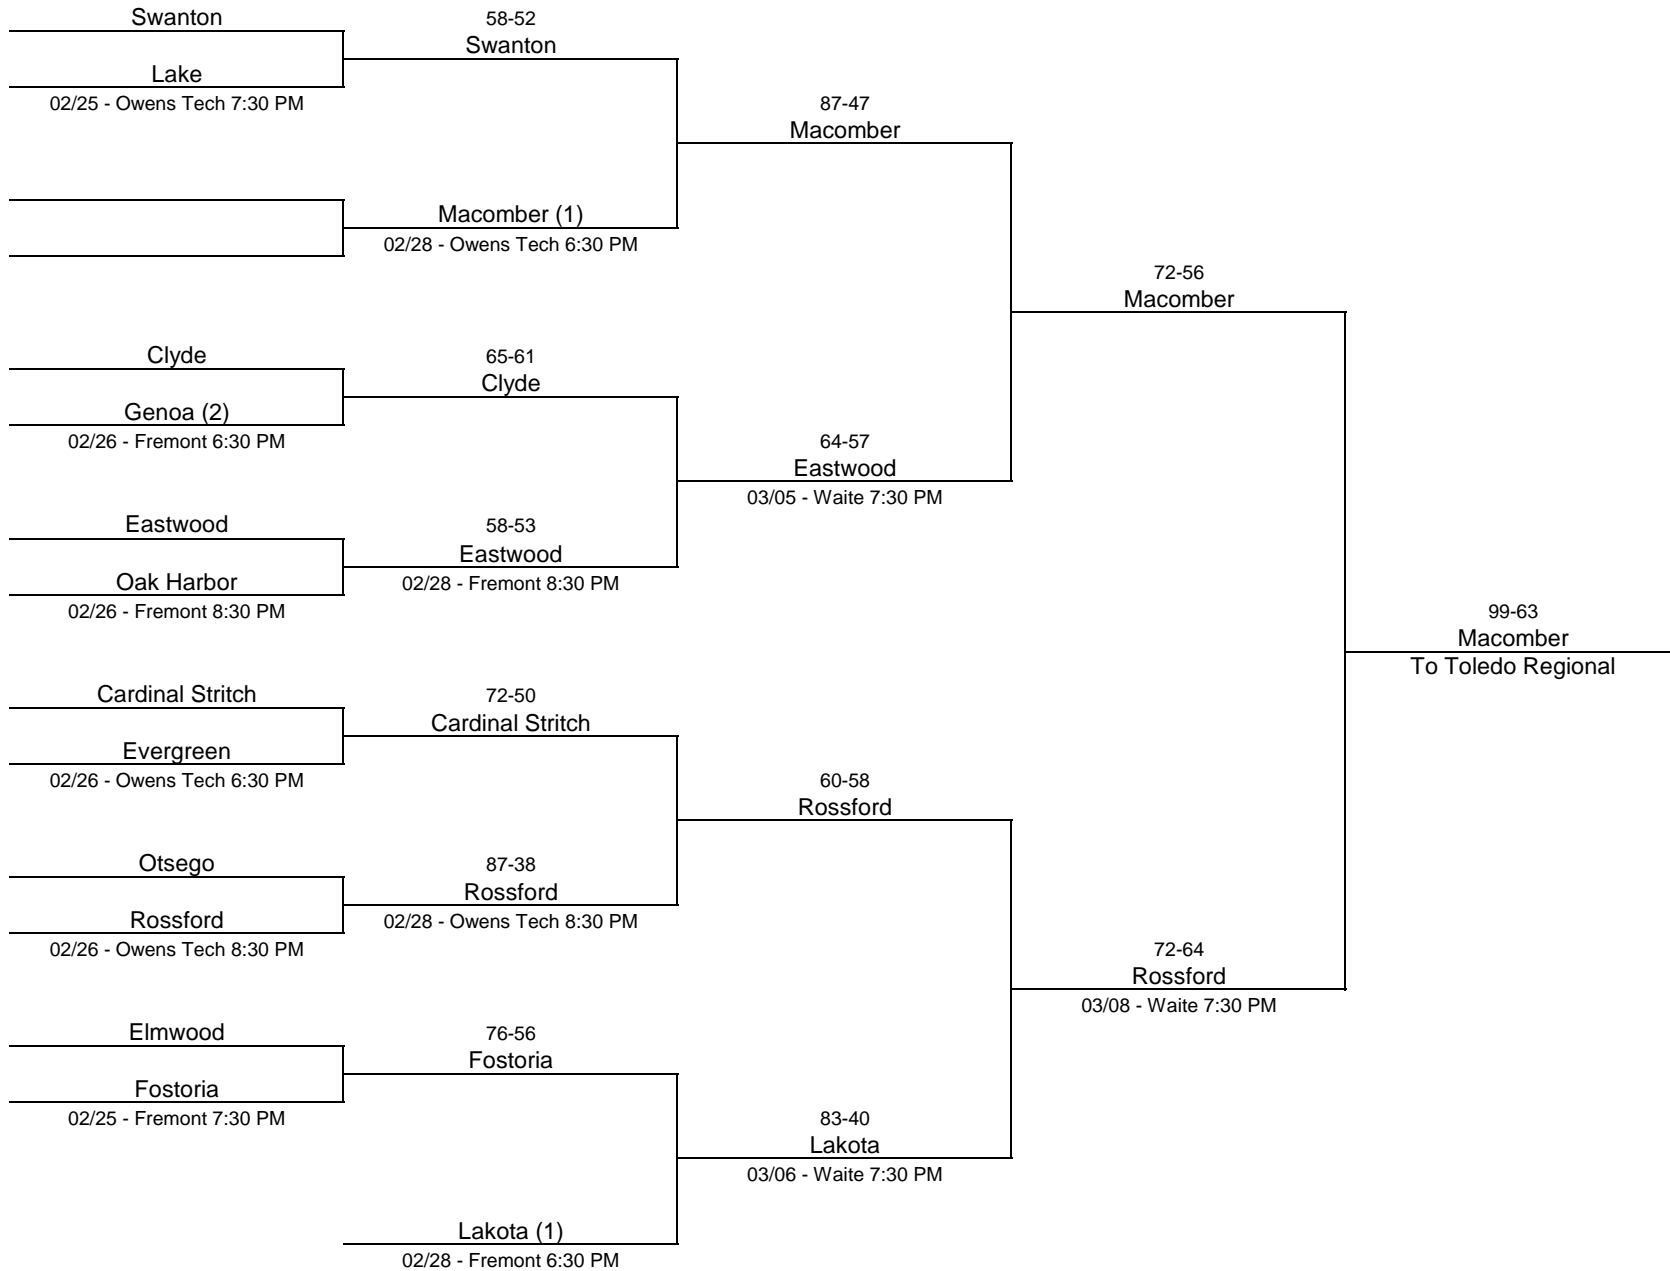 Swanton
Lake
02/25 - Owens Tech 7:30 PM
58-52
Swanton
Macomber (1)
02/28 - Owens Tech 6:30 PM
87-47
Macomber
Clyde
Genoa (2)
02/26 - Fremont 6:30 PM
65-61
Clyde
Eastwood
Oak Harbor
02/26 - Fremont 8:30 PM
58-53
Eastwood
02/28 - Fremont 8:30 PM
64-57
Eastwood
03/05 - Waite 7:30 PM
72-56
Macomber
Cardinal Stritch
Evergreen
02/26 - Owens Tech 6:30 PM
72-50
Cardinal Stritch
Otsego
Rossford
02/26 - Owens Tech 8:30 PM
87-38
Rossford
02/28 - Owens Tech 8:30 PM
60-58
Rossford
Elmwood
Fostoria
02/25 - Fremont 7:30 PM
76-56
Fostoria
Lakota (1)
02/28 - Fremont 6:30 PM
83-40
Lakota
03/06 - Waite 7:30 PM
72-64
Rossford
03/08 - Waite 7:30 PM
99-63
Macomber
To Toledo Regional